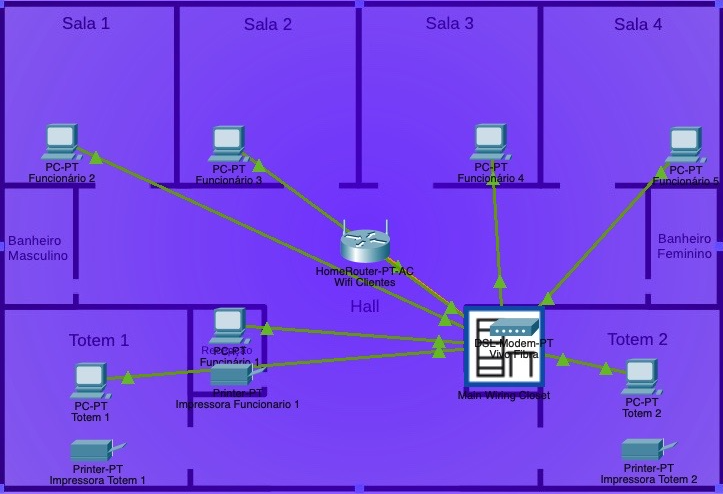 Sala 1
Sala 2
Sala 3
Sala 4
PC-PT
Funcionário 2
PC-PT
Funcionário 3
PC-PT
Funcionário 4
PC-PT
Funcionário 5
Banheiro
Masculino
HomeRouter-PT-AC
Wifi Clientes
Banheiro
Feminino
Hall
Totem 1
PC-PT
Funcionário 1
DSL-Modem-PT
Vivo Fibra
Totem 2
Printer-PT
Impressora Funcionario 1
Main Wiring Closet
PC-PT
Totem 1
PC-PT
Totem 2
Printer-PT
Impressora Totem 1
Printer-PT
Impressora Totem 2